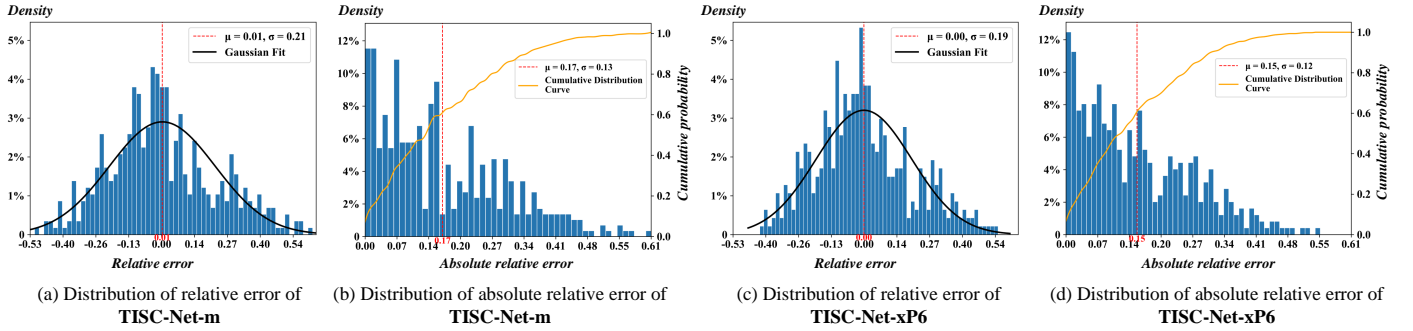 Density
5%
4%
3%
2%
1%
0
μ = 0.01, σ = 0.21
Gaussian Fit
-0.53 -0.40 -0.26 -0.13 0.01 0.14 0.27 0.40 0.54
0.01
Relative error
(a) Distribution of relative error of
TISC-Net-m
Density
12%
10%
8%
6%
4%
2%
0
μ = 0.17, σ = 0.13
Cumulative Distribution
Curve
1.0
0.8
0.6
0.4
0.2
0.0
Cumulative probability
0.00 0.07 0.14 0.20 0.27 0.34 0.41 0.48 0.55 0.61
0.17
Absolute relative error
(b) Distribution of absolute relative error of
TISC-Net-m
Density
5%
4%
3%
2%
1%
0
μ = 0.00, σ = 0.19
Gaussian Fit
-0.53 -0.40 -0.26 -0.13 0.00 0.14 0.27 0.40 0.54
0.00
Relative error
(c) Distribution of relative error of
TISC-Net-xP6
Density
12%
10%
8%
6%
4%
2%
0
μ = 0.15, σ = 0.12
Cumulative Distribution
Curve
1.0
0.8
0.6
0.4
0.2
0.0
Cumulative probability
0.00 0.07 0.14 0.20 0.27 0.34 0.41 0.48 0.55 0.61
0.15
Absolute relative error
(d) Distribution of absolute relative error of
TISC-Net-xP6